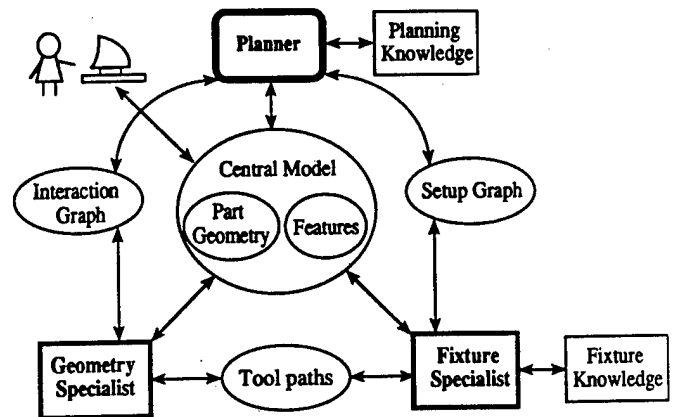 Planner
Planning
Knowledge
Central Model
Interaction
Graph
Part
Geometry
Features
Setup Graph
Geometry
Specialist
Tool paths
Fixture
Specialist
Fixture
Knowledge